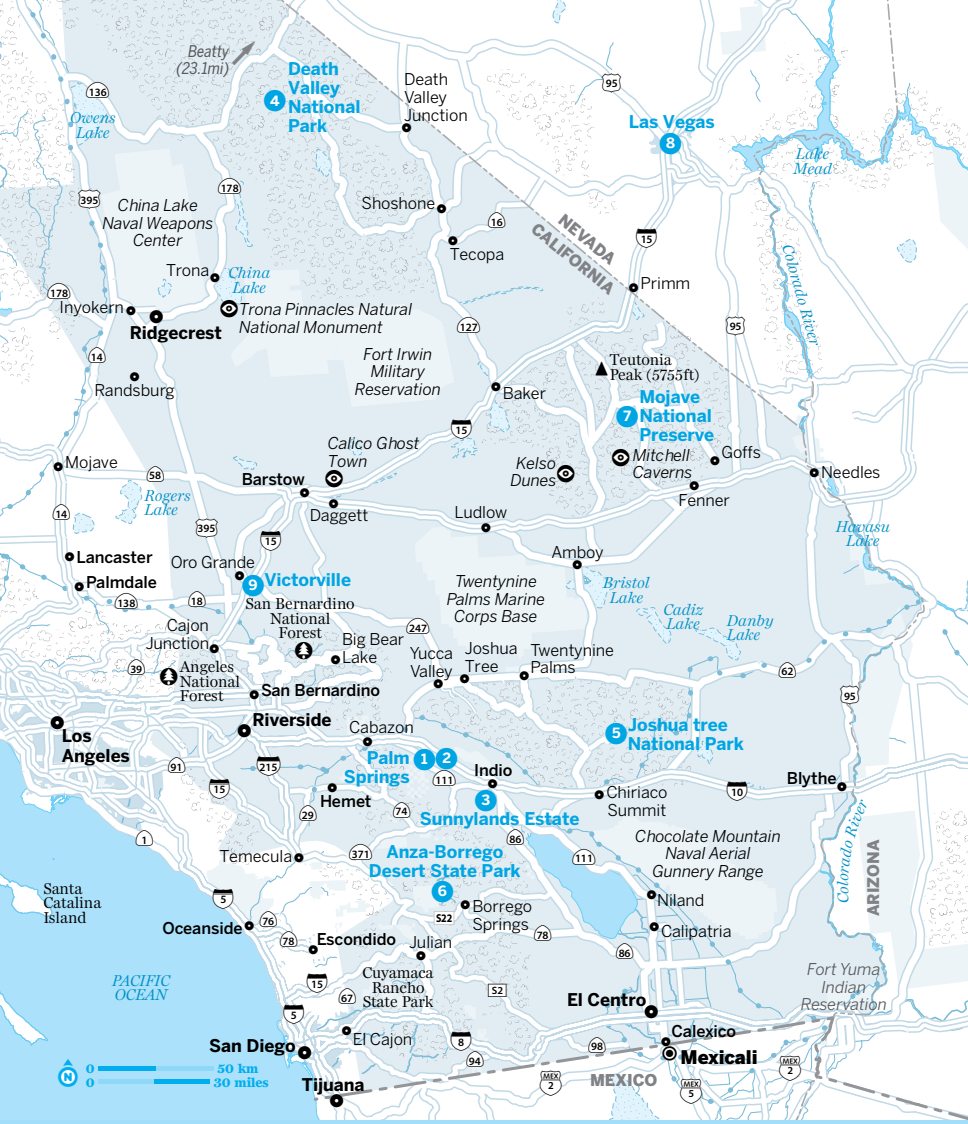 Beatty
(23.1mi)
Death
Valley
National
Park
4
Death
Valley
Junction
95
136
Owens
Lake
Las Vegas
8
Lake
Mead
395
178
China Lake
Naval Weapons
Center
Shoshone
16
NEVADA
CALIFORNIA
15
Tecopa
Colorado River
Trona
China
Lake
Primm
178
Inyokern
Trona Pinnacles Natural
National Monument
Ridgecrest
127
95
14
Fort Irwin
Military
Reservation
Teutonia
Peak (5755ft)
Randsburg
Baker
Mojave
National
Preserve
7
15
Calico Ghost
Town
Mojave
Kelso
Dunes
Mitchell
Caverns
Goffs
58
Needles
Barstow
Rogers
Lake
Daggett
Fenner
14
395
Ludlow
15
Havasu
Lake
Lancaster
Oro Grande
Amboy
Palmdale
9
Victorville
Twentynine
Palms Marine
Corps Base
Bristol
Lake
138
18
San Bernardino
National
Forest
Cadiz
Lake
Danby
Lake
Cajon
Junction
247
Big Bear
Lake
Yucca
Valley
Joshua
Tree
Twentynine
Palms
39
Angeles
National
Forest
62
San Bernardino
95
Los
Angeles
Riverside
Cabazon
5
Joshua tree
National Park
Palm
Springs
1
2
91
215
111
Indio
15
Hemet
10
Blythe
3
Sunnylands Estate
Chiriaco
Summit
29
74
86
1
Chocolate Mountain
Naval Aerial
Gunnery Range
Colorado River
ARIZONA
Temecula
371
Anza-Borrego
Desert State Park
6
111
Santa
Catalina
Island
5
Niland
Borrego
Springs
S22
76
Oceanside
78
Escondido
Julian
78
Calipatria
86
PACIFIC
OCEAN
15
Cuyamaca
Rancho
State Park
S2
67
Fort Yuma
Indian
Reservation
5
El Centro
San Diego
El Cajon
8
Calexico
94
98
Mexicali
N
0
50 km
0
30 miles
MEX
2
MEXICO
MEX
5
MEX
2
Tijuana